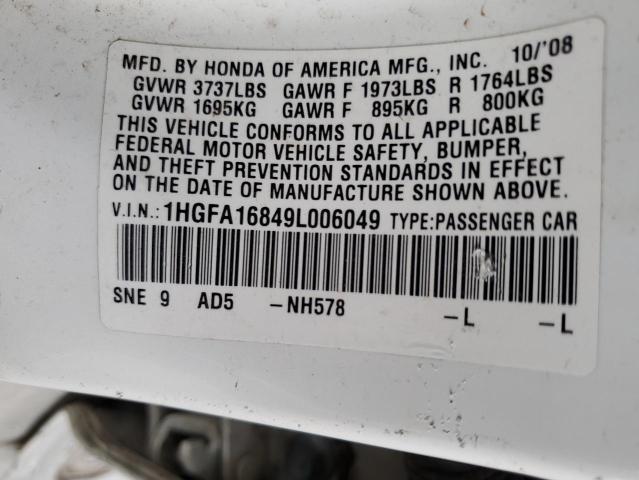 MFD. BY HONDA OF AMERICA MFG., INC. 10/'08
GVWR 3737LBS GAWR F 1973LBS R 1764LBS
GVWR 1695KG GAWR F 895KG R 800KG
THIS VEHICLE CONFORMS TO ALL APPLICABLE
FEDERAL MOTOR VEHICLE SAFETY, BUMPER,
AND THEFT PREVENTION STANDARDS IN EFFECT
ON THE DATE OF MANUFACTURE SHOWN ABOVE.
V.I.N.: 1HGFA16849L006049 TYPE:PASSENGER CAR
SNE 9 AD5 -NH578 -L -L